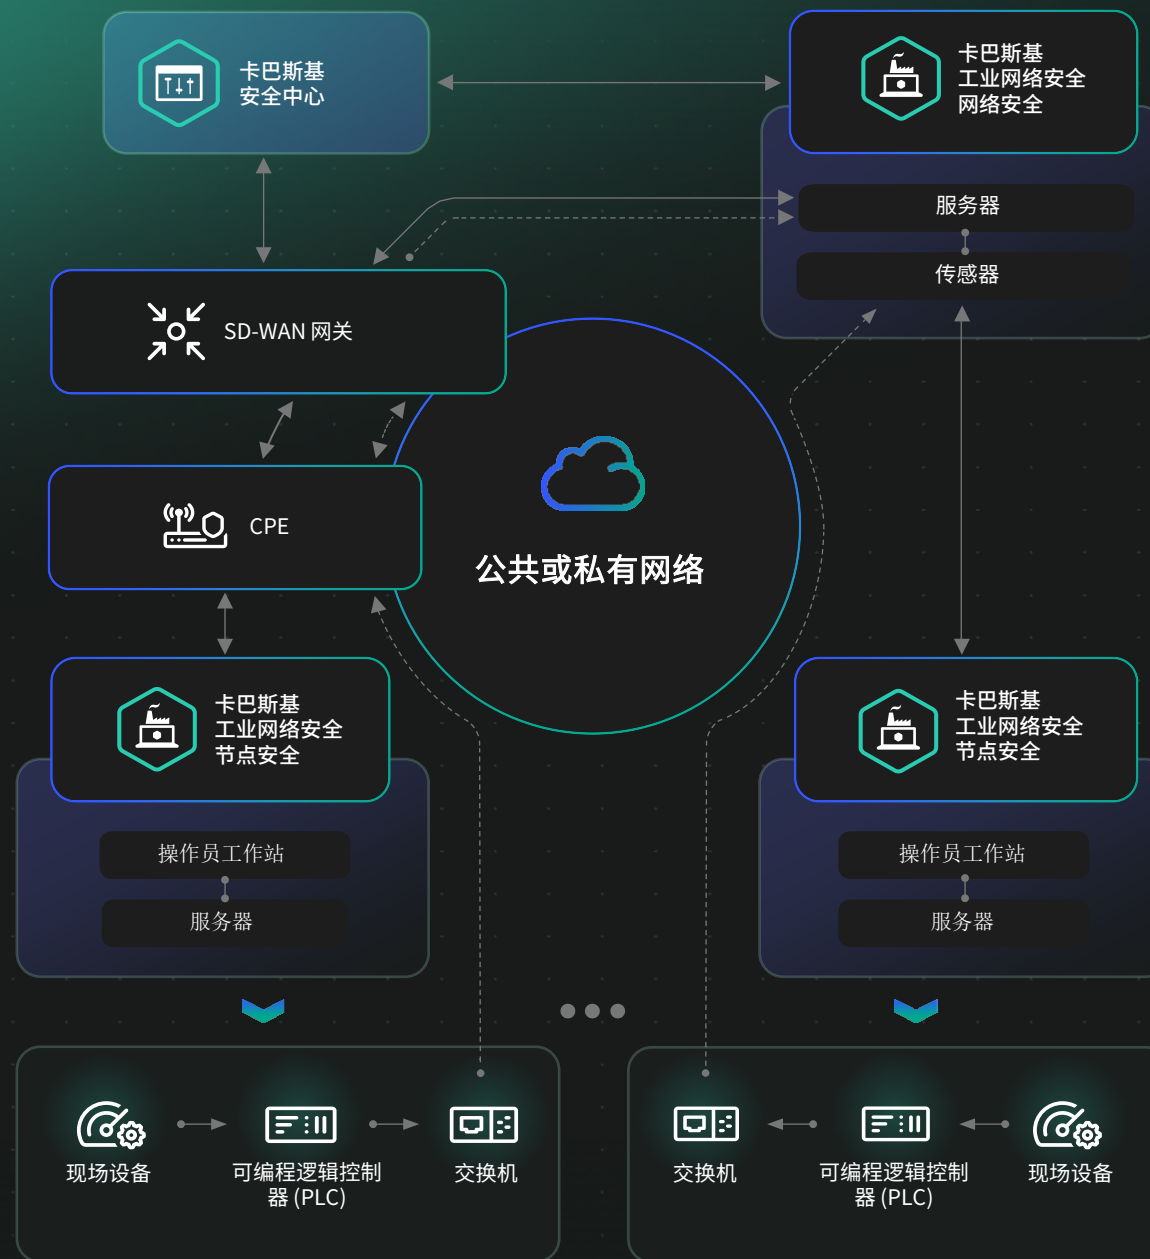 卡巴斯基
安全中心
卡巴斯基
工业网络安全
网络安全
服务器
传感器
SD-WAN 网关
CPE
公共或私有网络
卡巴斯基
工业网络安全
节点安全
操作员工作站
服务器
卡巴斯基
工业网络安全
节点安全
操作员工作站
服务器
现场设备
可编程逻辑控制
器 (PLC)
交换机
交换机
可编程逻辑控制
器 (PLC)
现场设备